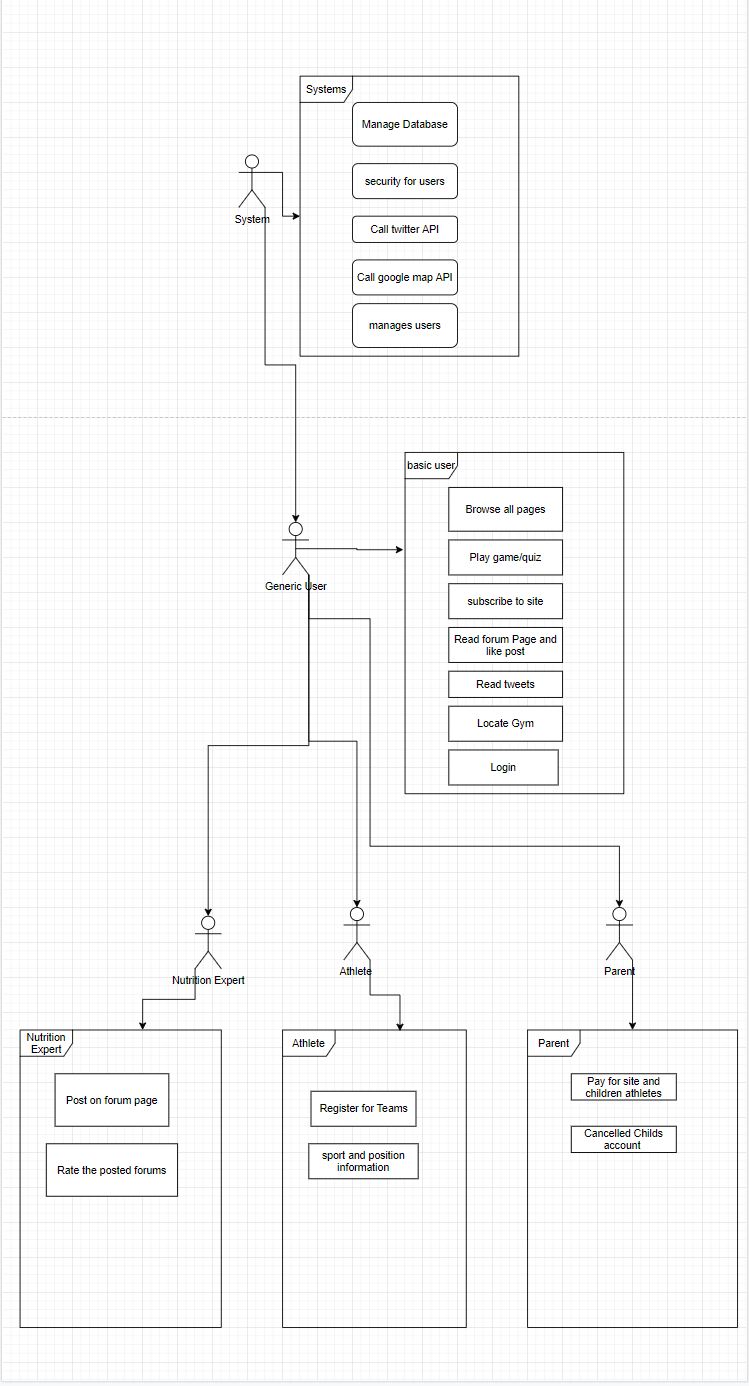 Systems
Manage Database
security for users
System
Call twitter API
Call google map API
manages users
basic user
Browse all pages
Play game/quiz
Generic User
subscribe to site
Read forum Page and
like post
Read tweets
Locate Gym
Login
Nutrition Expert
Athlete
Parent
Nutrition
Expert
Post on forum page
Rate the posted forums
Athlete
Register for Teams
sport and position
information
Parent
Pay for site and
children athletes
Cancelled Childs
account